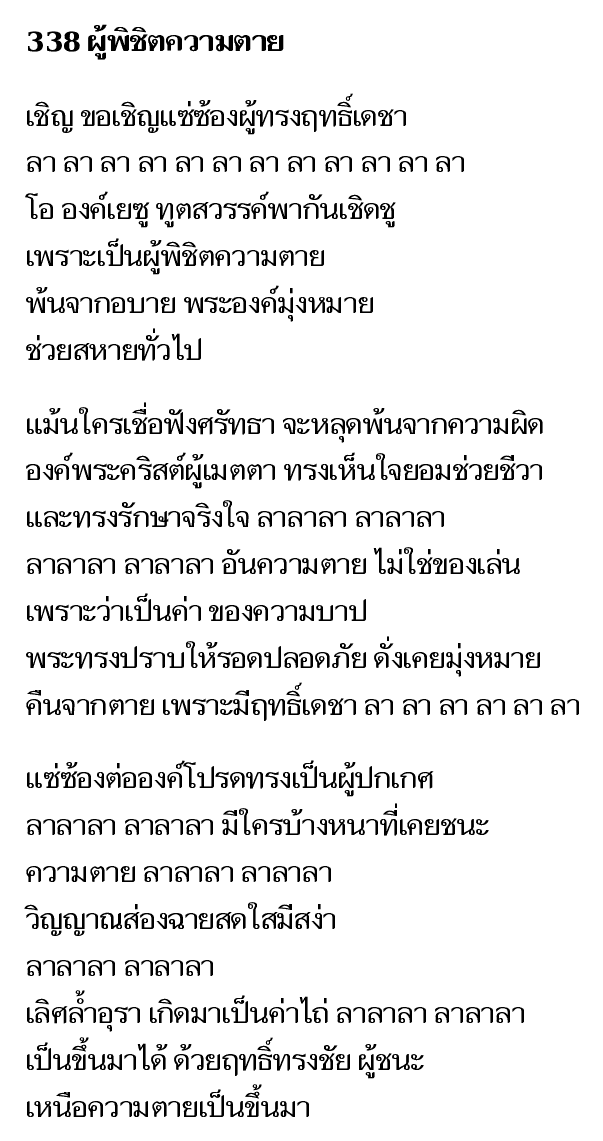 338 ผู้พิชิตความตาย
เชิญ ขอเชิญแซ่ซ้องผู้ทรงฤทธิ์เดชา
ลา ลา ลา ลา ลา ลา ลา ลา ลา ลา ลา ลา
โอ องค์เยซู ทูตสวรรค์พากันเชิดชู
เพราะเป็นผู้พิชิตความตาย
พ้นจากอบาย พระองค์มุ่งหมาย
ช่วยสหายทั่วไป
แม้นใครเชื่อฟังศรัทธา จะหลุดพ้นจากความผิด
องค์พระคริสต์ผู้เมตตา ทรงเห็นใจยอมช่วยชีวา
และทรงรักษาจริงใจ ลาลาลา ลาลาลา
ลาลาลา ลาลาลา อันความตาย ไม่ใช่ของเล่น
เพราะว่าเป็นค่า ของความบาป
พระทรงปราบให้รอดปลอดภัย ดั่งเคยมุ่งหมาย
คืนจากตาย เพราะมีฤทธิ์เดชา ลา ลา ลา ลา ลา ลา
แซ่ซ้องต่อองค์โปรดทรงเป็นผู้ปกเกศ
ลาลาลา ลาลาลา มีใครบ้างหนาที่เคยชนะ
ความตาย ลาลาลา ลาลาลา
วิญญาณส่องฉายสดใสมีสง่า
ลาลาลา ลาลาลา
เลิศล้ำอุรา เกิดมาเป็นค่าไถ่ ลาลาลา ลาลาลา
เป็นขึ้นมาได้ ด้วยฤทธิ์ทรงชัย ผู้ชนะ
เหนือความตายเป็นขึ้นมา